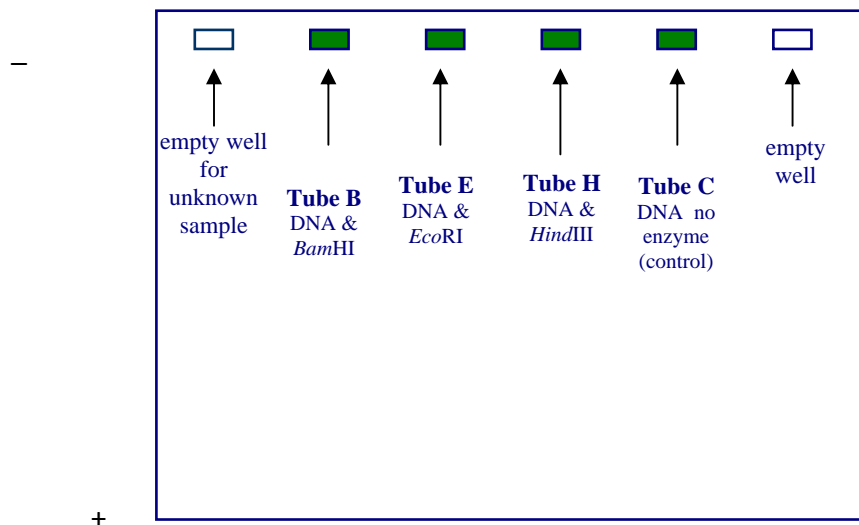 –
empty well
for
unknown
sample
Tube B
DNA &
BamHI
Tube E
DNA &
EcoRI
Tube H
DNA &
HindIII
Tube C
DNA no
enzyme
(control)
empty
well
+